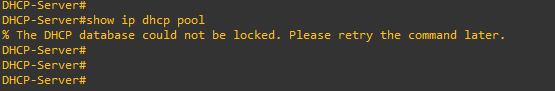 DHCP-Server#
DHCP-Server#show ip dhcp pool
% The DHCP database could not be locked. Please retry the command later.
DHCP-Server#
DHCP-Server#
DHCP-Server#